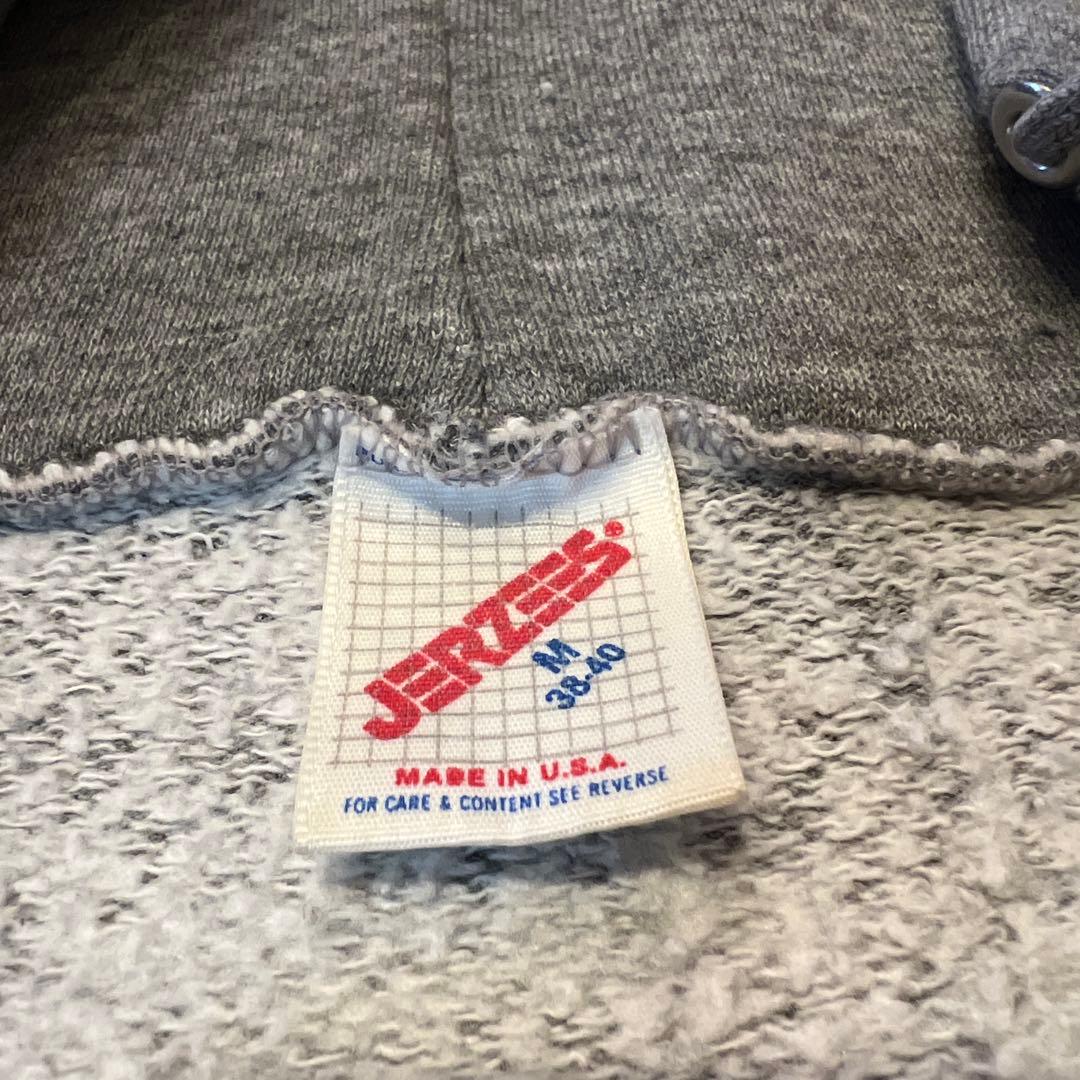 JERZEES
M
38-40
MADE IN U.S.A.
FOR CARE & CONTENT SEE REVERSE